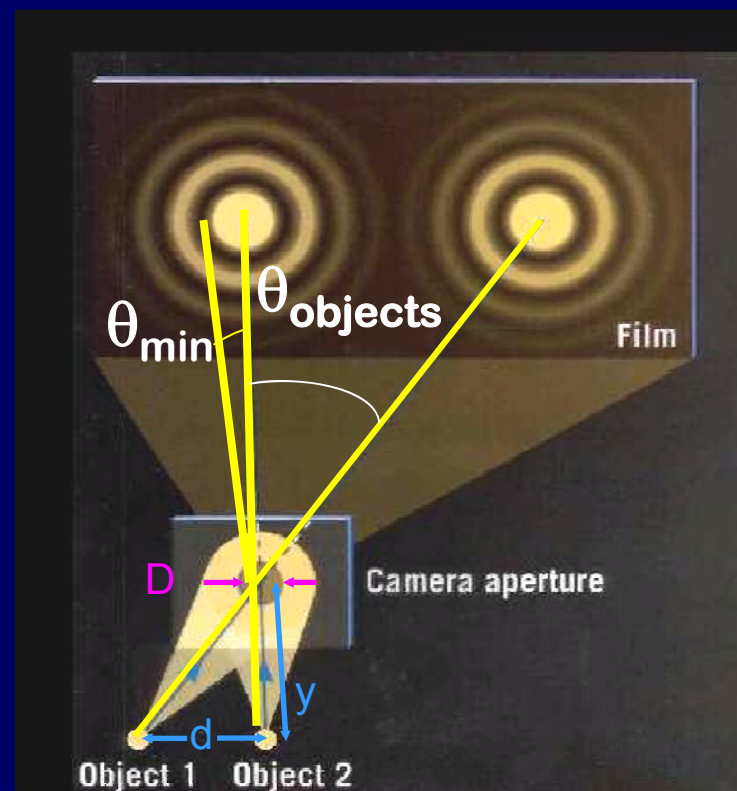 θobjects
θmin
Film
D
Camera aperture
y
d
Object 1 Object 2